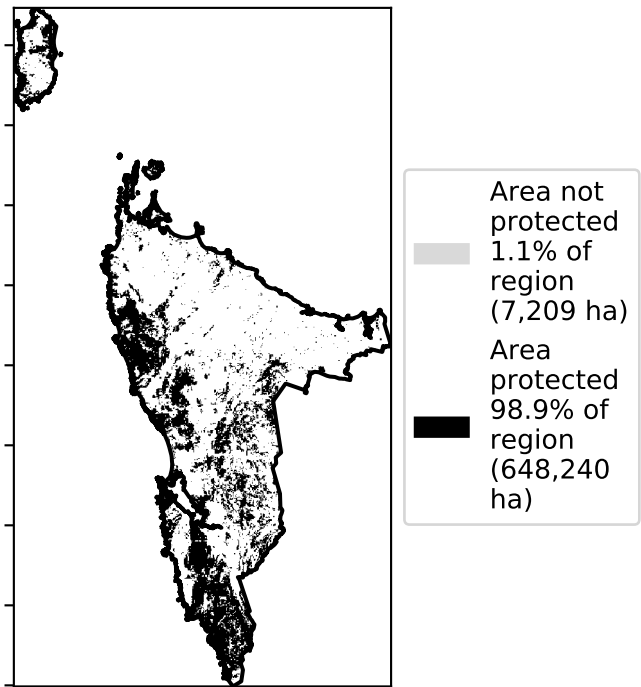 Area not
protected
1.1% of
region
(7,209 ha)
Area
protected
98.9% of
region
(648,240
ha)